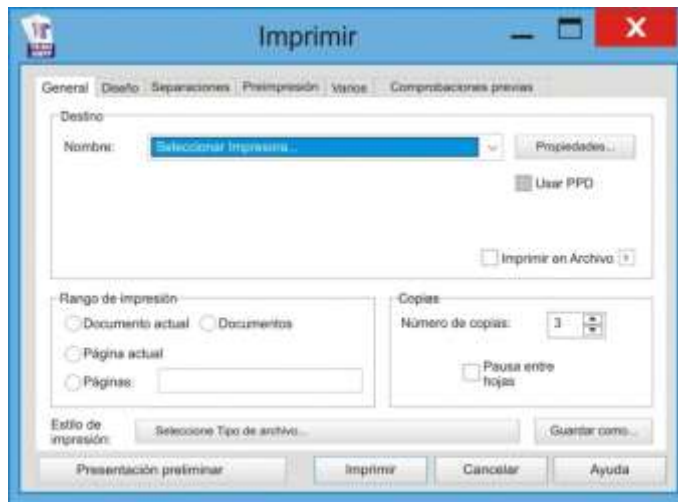 Imprimir
General Diseño Separaciones Preimpresión Varios Comprobaciones previas
Destino
Nombre: Seleccionar Impresora... Propiedades...
Usar PPD
Imprimir en Archivo
Rango de impresión
Documento actual Documentos
Página actual
Páginas
Copias
Número de copias: 3
Pausa entre
hojas
Estilo de
impresión: Seleccione Tipo de archivo... Guardar como...
Presentación preliminar Imprimir Cancelar Ayuda